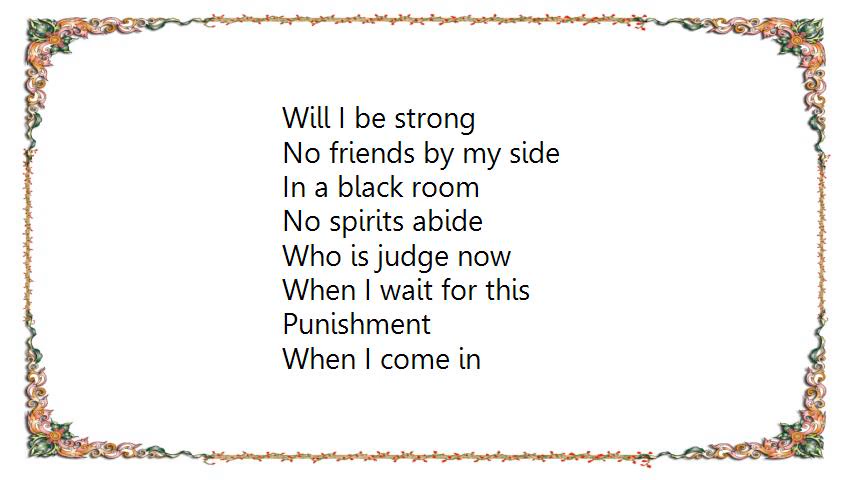 Will I be strong
No friends by my side
In a black room
No spirits abide
Who is judge now
When I wait for this
Punishment
When I come in